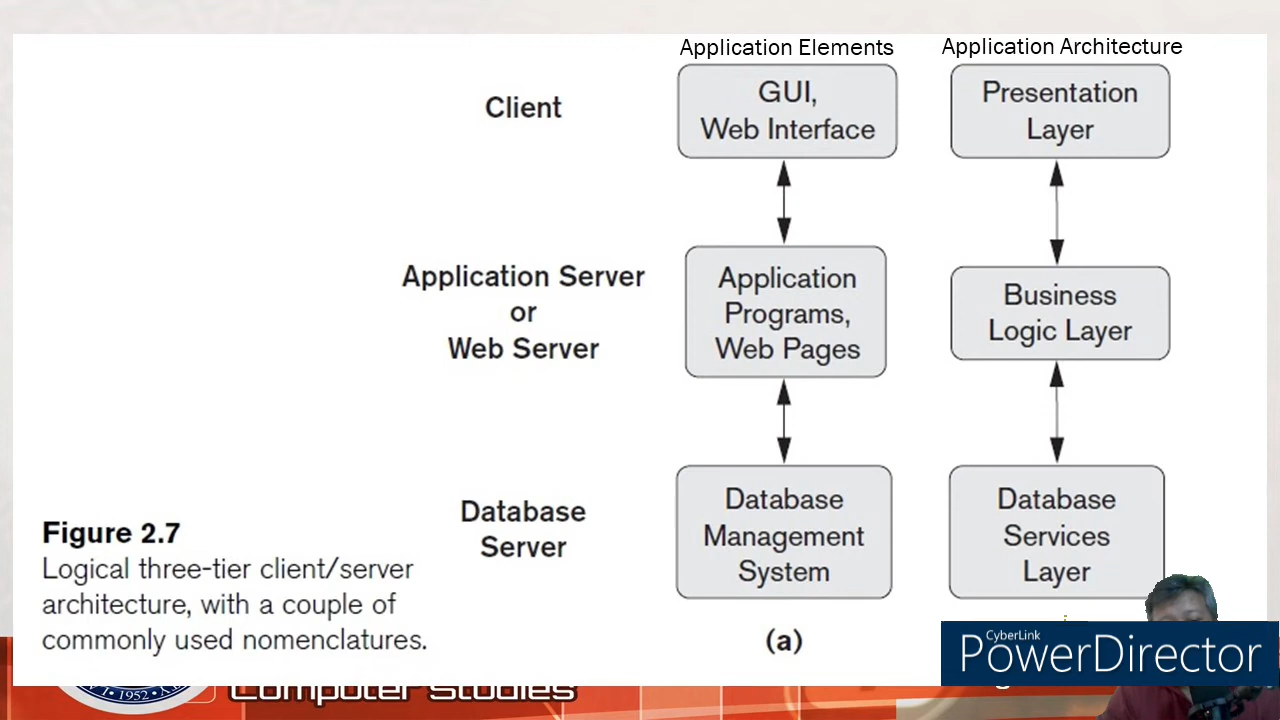 Application Elements
Application Architecture
Client
GUI,
Web Interface
Presentation
Layer
Application Server
or
Web Server
Application
Programs,
Web Pages
Business
Logic Layer
Database
Server
Database
Management
System
Database
Services
Layer
Figure 2.7
Logical three-tier client/server
architecture, with a couple of
commonly used nomenclatures.
(a)
CyberLink
PowerDirector
1952
Computer Studies